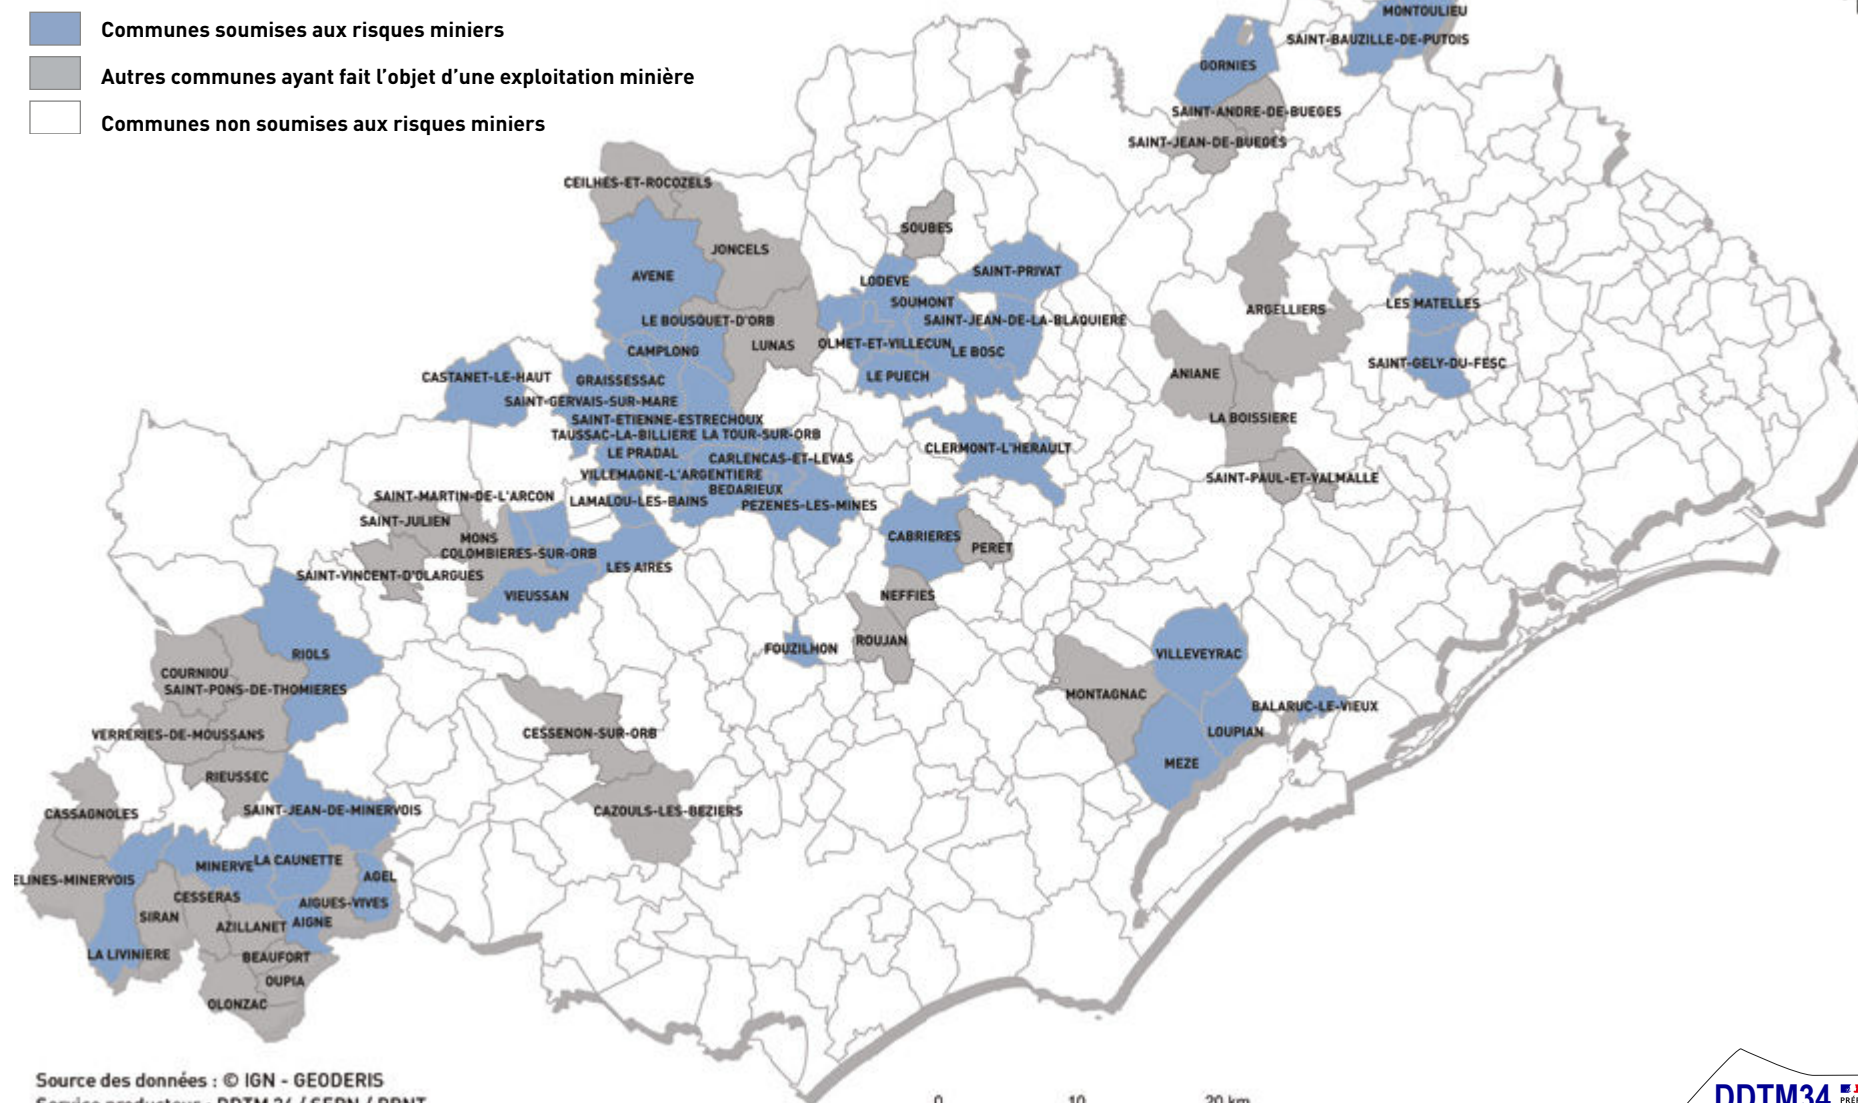 Communes soumises aux risques miniers
Autres communes ayant fait l'objet d'une exploitation minière
Communes non soumises aux risques miniers
MONTOULIEU
SAINT-BAUZILLE-DE-PUTOIS
GORNIES
SAINT-ANDRE-DE-BUEGES
SAINT-JEAN-DE-BUEGES
CEILHES-ET-ROCOZELS
SOUBES
JONCELS
AVENE
LODEVE
SAINT-PRIVAT
SOUMONT
LES MATELLES
ARGELLIERS
LE BOUSQUET-D'ORB
SAINT-JEAN-DE-LA-BLAQUIERE
LUNAS
OLMET-ET-VILLECUN
LE BOSC
CAMPLONG
SAINT-GELY-DU-FESC
ANIANE
CASTANET-LE-HAUT
GRAISSESSAC
LE PUECH
SAINT-GERVAIS-SUR-MARE
SAINT-ETIENNE-ESTRECHOUX
LA BOISSIERE
TAUSSAC-LA-BILLIERE
LA TOUR-SUR-ORB
LE PRADAL
CARLENCAS-ET-LEVAS
CLERMONT-L'HERAULT
VILLEMAGNE-L'ARGENTIERE
SAINT-PAUL-ET-VALMALLE
BEDARIEUX
SAINT-MARTIN-DE-L'ARCON
LAMALOU-LES-BAINS
PEZENES-LES-MINES
SAINT-JULIEN
MONS
CABRIERES
PERET
COLOMBIERES-SUR-ORB
LES AIRES
SAINT-VINCENT-D'OLARGUES
VIEUSSAN
NEFFIES
ROUJAN
FOUZILHON
RIOLS
VILLEVEYRAC
COURNIOU
SAINT-PONS-DE-THOMIERES
MONTAGNAC
BALARUC-LE-VIEUX
VERRERIES-DE-MOUSSANS
CESSENON-SUR-ORB
LOUPIAN
MEZE
RIEUSSEC
CASSAGNOLES
SAINT-JEAN-DE-MINERVOIS
CAZOULS-LES-BEZIERS
MINERVE
LA CAUNETTE
ELINES-MINERVOIS
AGEL
CESSERAS
AIGUES-VIVES
SIRAN
AZILLANET
AIGNE
LA LIVINIERE
BEAUFORT
OUPIA
OLONZAC
Source des données : © IGN - GEODERIS
Service producteur : DDTM 34 / SERN / PRNT
0 10 20 km
DDTM34